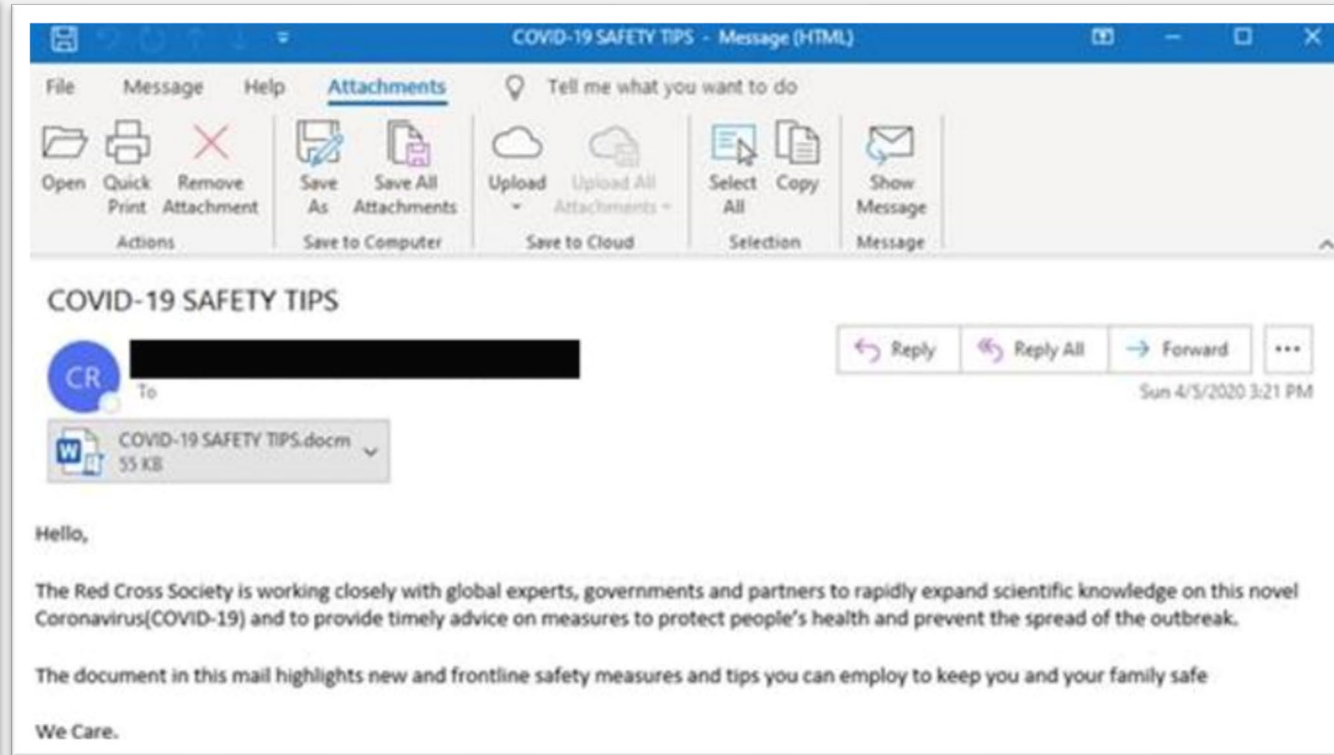 COVID-19 SAFETY TIPS - Message (HTML)
File Message Help Attachments Tell me what you want to do
Open Quick Print Remove Attachment Save As Save All Attachments Upload Upload All Attachments Select All Copy Show Message
Actions Save to Computer Save to Cloud Selection Message
COVID-19 SAFETY TIPS
CR
To
Reply Reply All Forward
Sun 4/5/2020 3:21 PM
COVID-19 SAFETY TIPS.docm
55 KB
Hello,
The Red Cross Society is working closely with global experts, governments and partners to rapidly expand scientific knowledge on this novel
Coronavirus(COVID-19) and to provide timely advice on measures to protect people's health and prevent the spread of the outbreak.
The document in this mail highlights new and frontline safety measures and tips you can employ to keep you and your family safe
We Care.